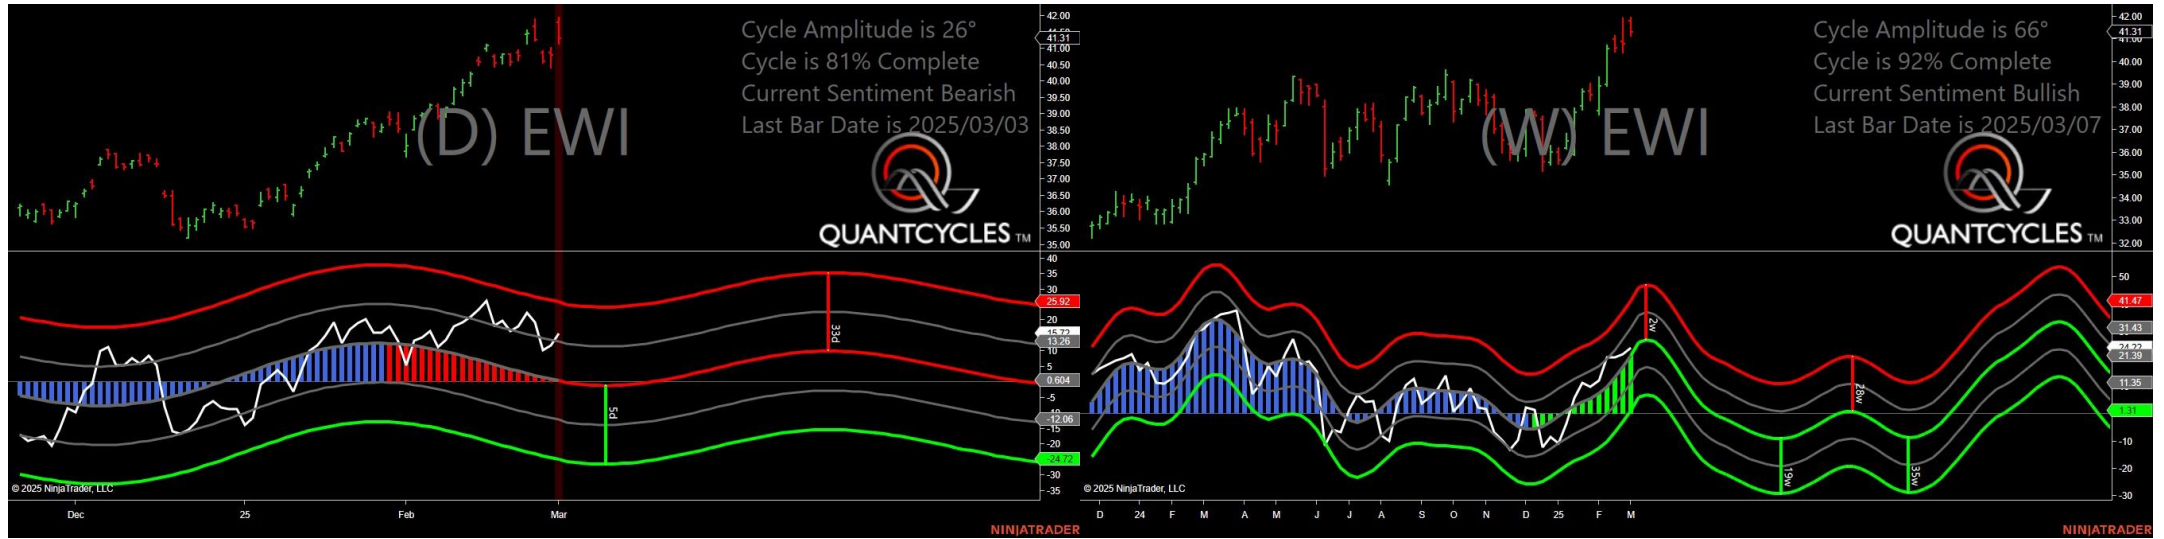 Cycle Amplitude is 26°
Cycle is 81% Complete
Current Sentiment Bearish
Last Bar Date is 2025/03/03
(D) EWI
QUANTCYCLES TM
42.00
41.31
41.00
40.50
40.00
39.50
39.00
38.50
38.00
37.50
37.00
36.50
36.00
35.50
35.00
40
35
30
25.92
20
15.72
13.26
10
5
0.604
-5
-12.06
-15
-20
-24.72
-30
-35
33d
5d
© 2025 NinjaTrader, LLC
Dec
25
Feb
Mar
NINJATRADER
Cycle Amplitude is 66°
Cycle is 92% Complete
Current Sentiment Bullish
Last Bar Date is 2025/03/07
(W) EWI
QUANTCYCLES TM
42.00
41.31
41.00
40.00
39.00
38.00
37.00
36.00
35.00
34.00
33.00
32.00
50
41.47
31.43
21.39
11.35
1.31
-10
-20
-30
2w
19w
28w
35w
© 2025 NinjaTrader, LLC
D
24
F
M
A
M
J
J
A
S
O
N
D
25
F
M
NINJATRADER